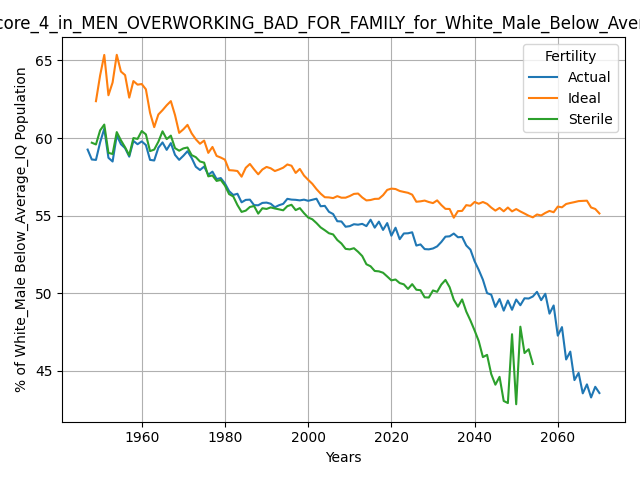 core_4_in_MEN_OVERWORKING_BAD_FOR_FAMILY_for_White_Male_Below_Aver
65
60
55
50
45
% of White_Male Below_Average_IQ Population
Fertility
Actual
Ideal
Sterile
1960
1980
2000
2020
2040
2060
Years